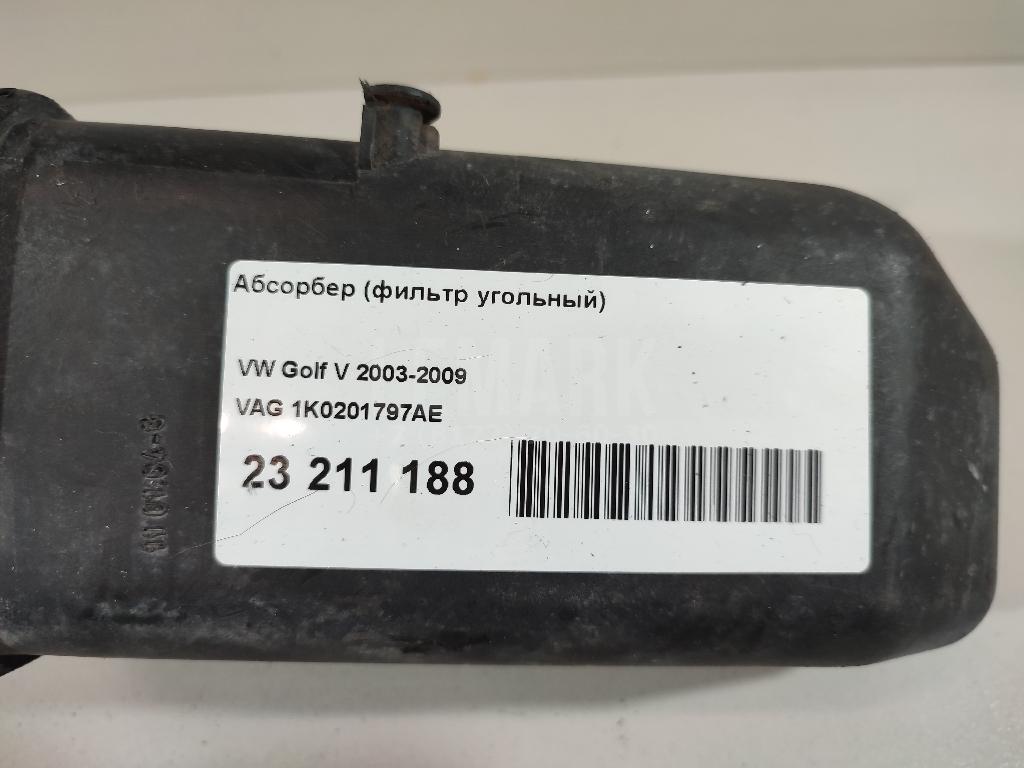 Абсорбер (фильтр угольный)
VW Golf V 2003-2009
VAG 1K0201797AE
23 211 188